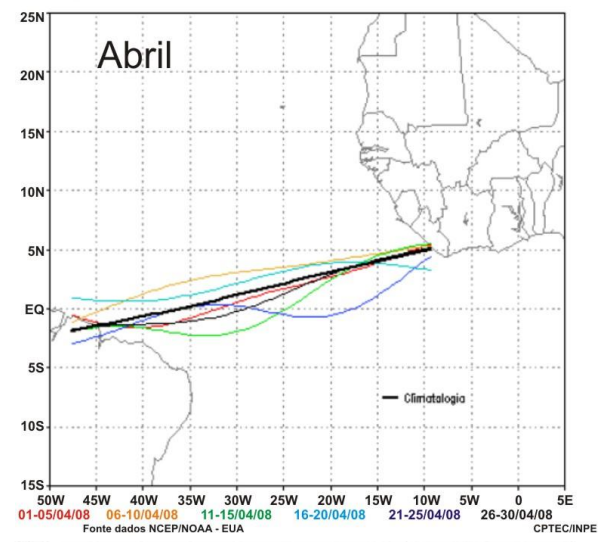 Abril
25N
20N
15N
10N
5N
EQ
5S
10S
15S
Climatologia
50W 45W 40W 35W 30W 25W 20W 15W 10W 5W 0 5E
01-05/04/08 06-10/04/08 11-15/04/08 16-20/04/08 21-25/04/08 26-30/04/08
Fonte dados NCEP/NOAA - EUA CPTEC/INPE